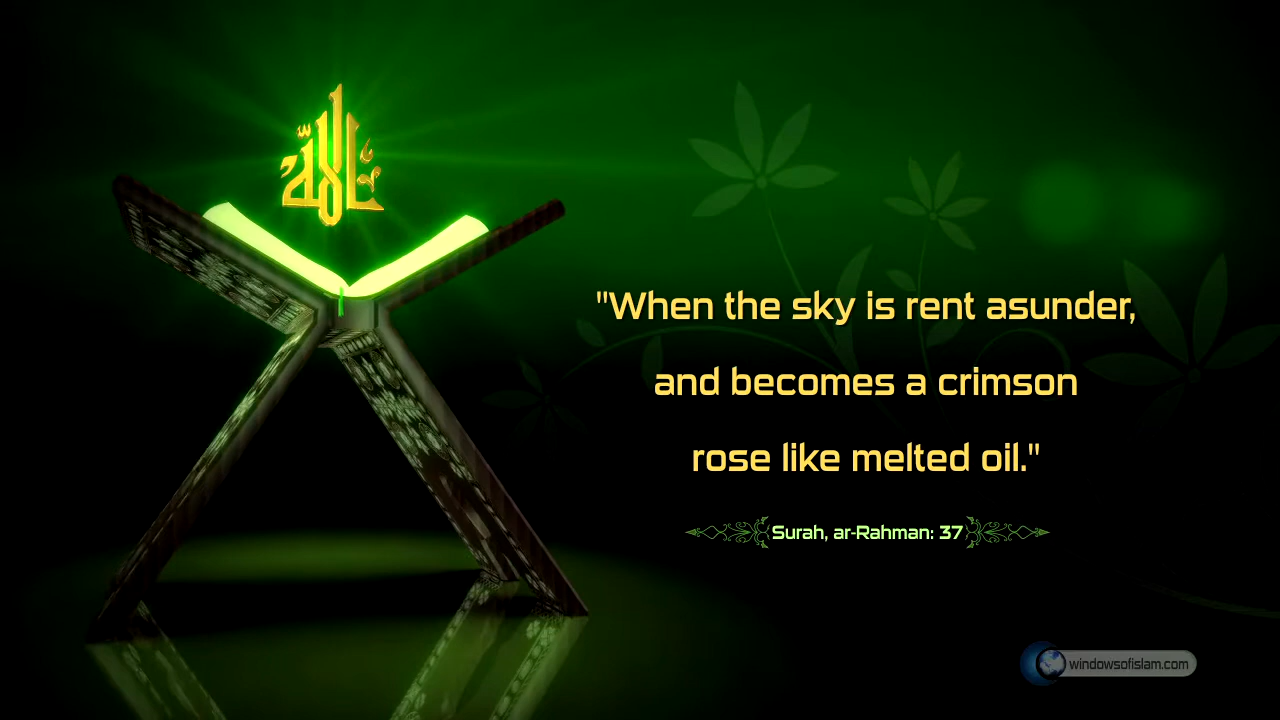 الله
"When the sky is rent asunder,
and becomes a crimson
rose like melted oil."
Surah, ar-Rahman: 37
windowsofislam.com